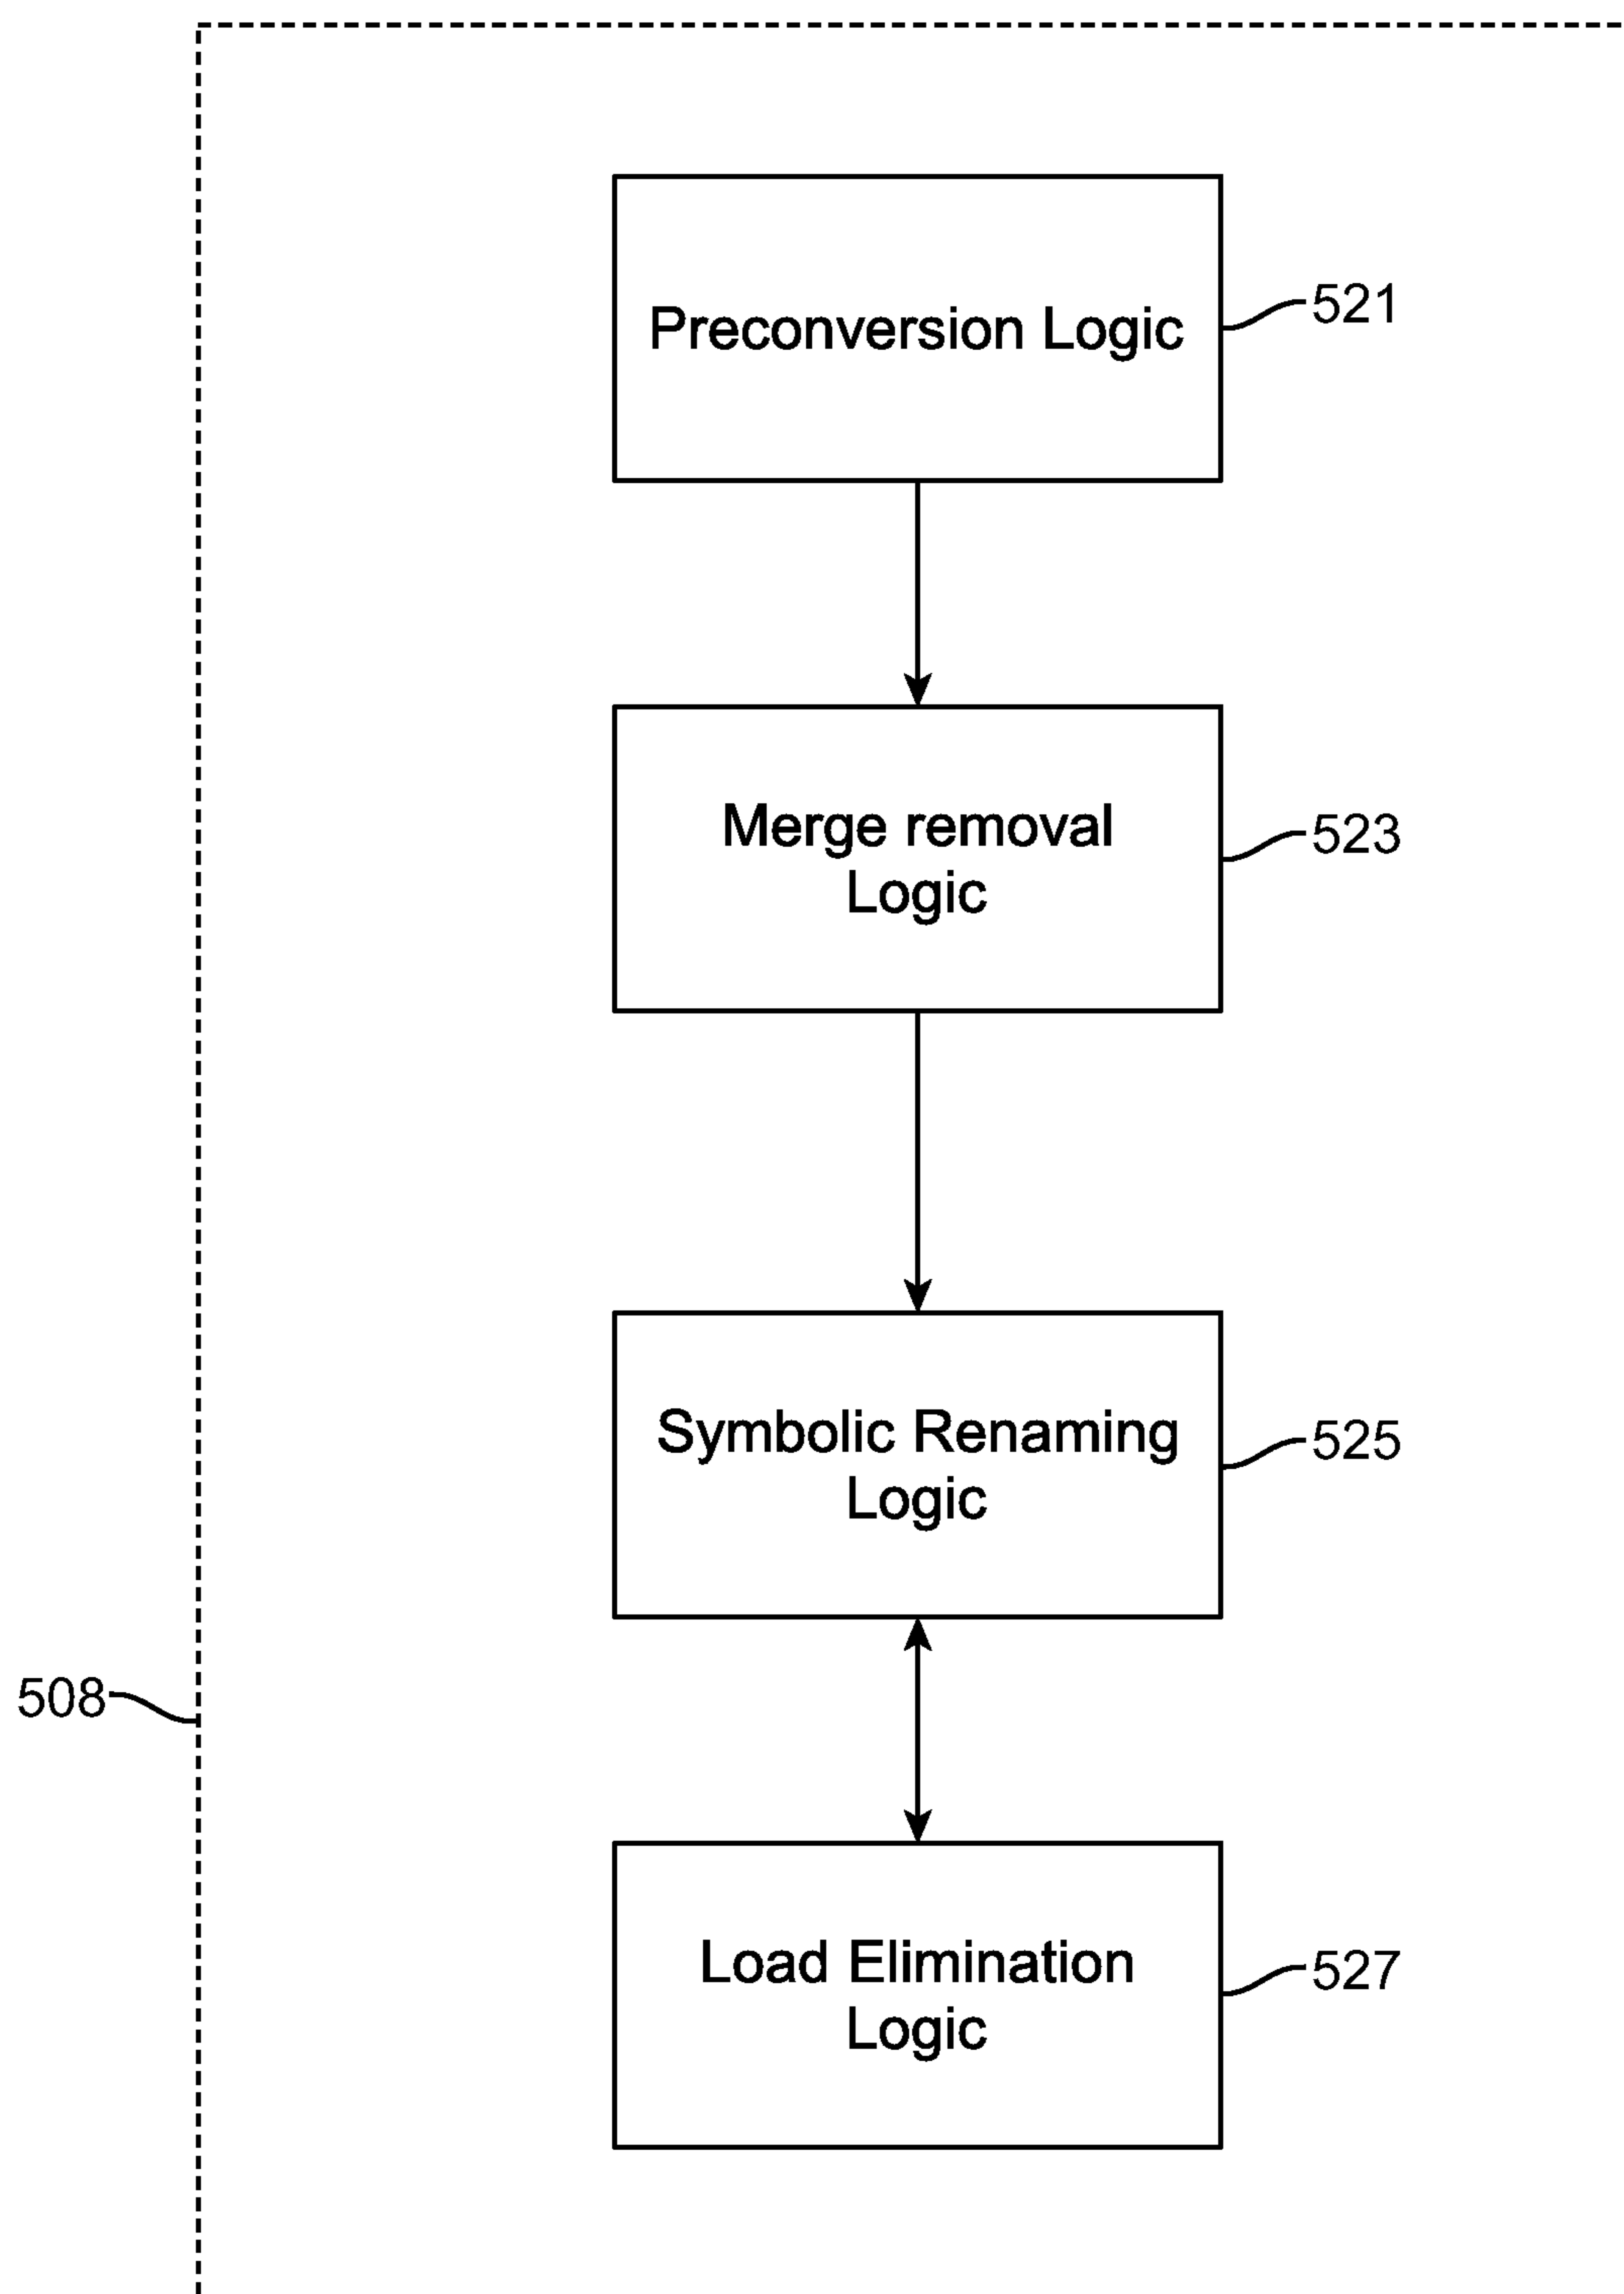 Preconversion Logic
521
Merge removal
Logic
523
Symbolic Renaming
Logic
525
508
Load Elimination
Logic
527